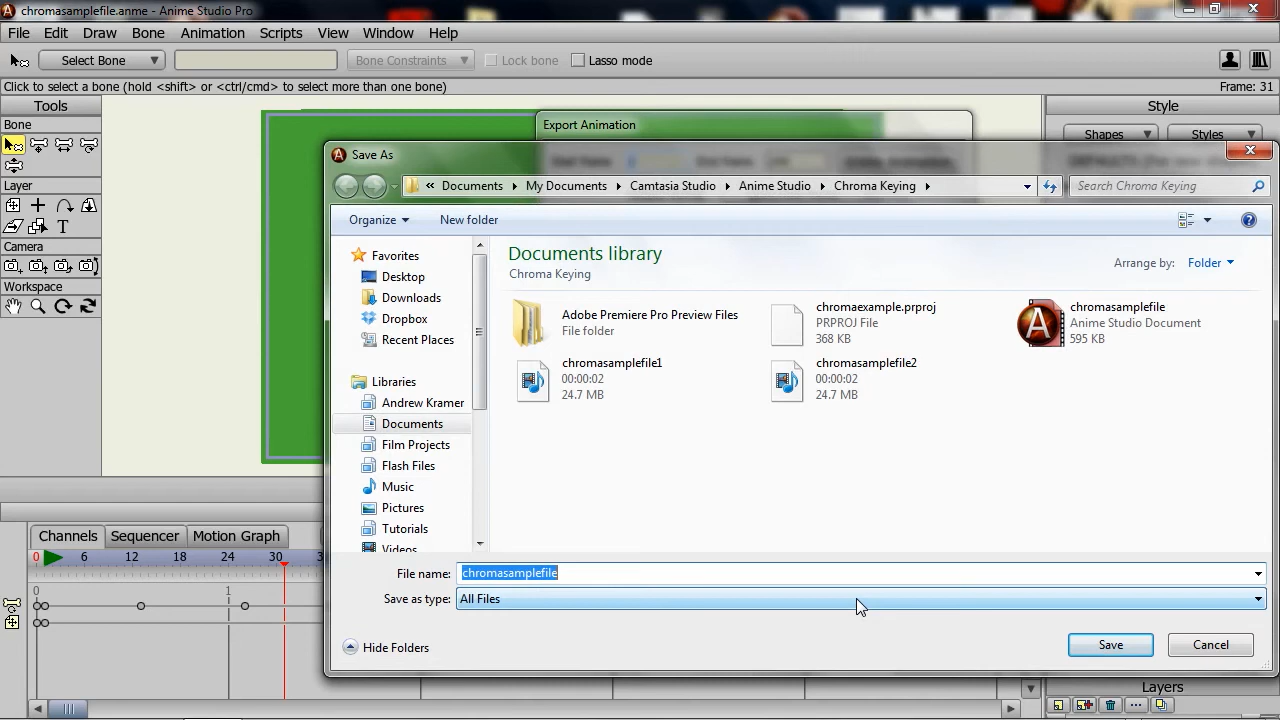 chromasamplefile.anme - Anime Studio Pro
File Edit Draw Bone Animation Scripts View Window Help
Select Bone Bone Constraints Lock bone Lasso mode
Click to select a bone (hold <shift> or <ctrl/cmd> to select more than one bone) Frame: 31
Tools
Bone
Layer
T
Camera
Workspace
Style
Shapes Styles
Export Animation
Save As
« Documents My Documents Camtasia Studio Anime Studio Chroma Keying Search Chroma Keying
Organize New folder
Favorites
Desktop
Downloads
Dropbox
Recent Places
Libraries
Andrew Kramer
Documents
Film Projects
Flash Files
Music
Pictures
Tutorials
Videos
Documents library
Chroma Keying
Arrange by: Folder
Adobe Premiere Pro Preview Files
File folder
chromaexample.prproj
PRPROJ File
368 KB
chromasamplefile
Anime Studio Document
595 KB
chromasamplefile1
00:00:02
24.7 MB
chromasamplefile2
00:00:02
24.7 MB
File name: chromasamplefile
Save as type: All Files
Hide Folders Save Cancel
Channels Sequencer Motion Graph
0 6 12 18 24 30
0 1
Layers